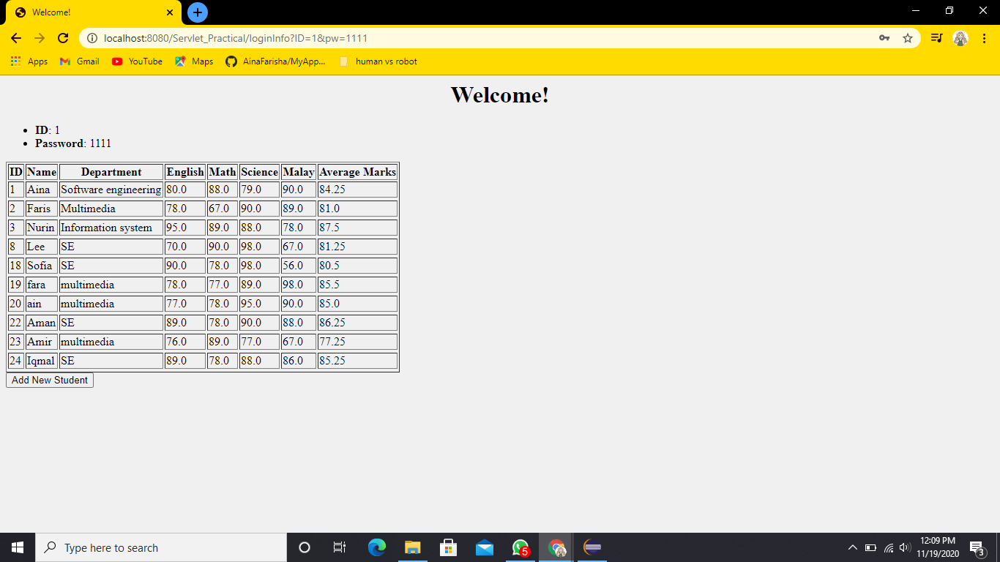 Welcome!
localhost:8080/Servlet_Practical/loginInfo?ID=1&pw=1111
Apps Gmail YouTube Maps AinaFarisha/MyApp... human vs robot
Welcome!
ID: 1
Password: 1111
ID Name Department English Math Science Malay Average Marks
1 Aina Software engineering 80.0 88.0 79.0 90.0 84.25
2 Faris Multimedia 78.0 67.0 90.0 89.0 81.0
3 Nurin Information system 95.0 89.0 88.0 78.0 87.5
8 Lee SE 70.0 90.0 98.0 67.0 81.25
18 Sofia SE 90.0 78.0 98.0 56.0 80.5
19 fara multimedia 78.0 77.0 89.0 98.0 85.5
20 ain multimedia 77.0 78.0 95.0 90.0 85.0
22 Aman SE 89.0 78.0 90.0 88.0 86.25
23 Amir multimedia 76.0 89.0 77.0 67.0 77.25
24 Iqmal SE 89.0 78.0 88.0 86.0 85.25
Add New Student
Type here to search
5
12:09 PM
11/19/2020
3